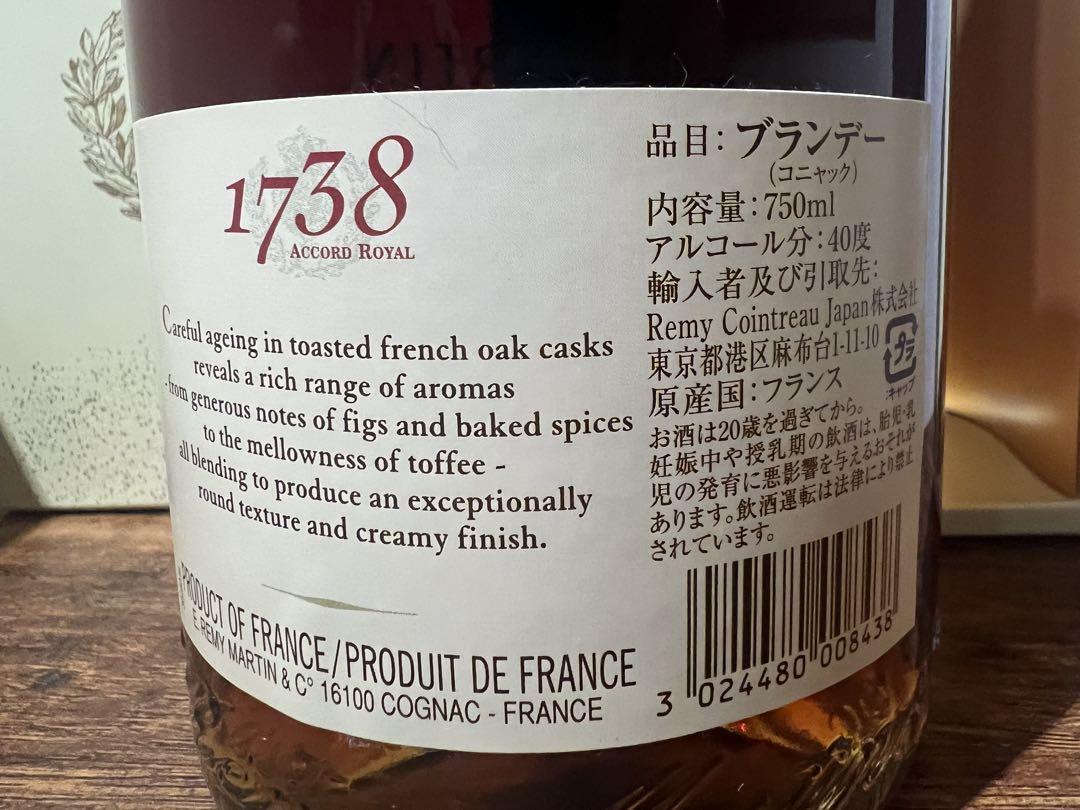 1738
ACCORD ROYAL
Careful ageing in toasted french oak casks
reveals a rich range of aromas
- from generous notes of figs and baked spices
to the mellowness of toffee -
all blending to produce an exceptionally
round texture and creamy finish.
PRODUCT OF FRANCE/PRODUIT DE FRANCE
E. REMY MARTIN & C° 16100 COGNAC - FRANCE
品目:ブランデー
(コニャック)
内容量:750ml
アルコール分:40度
輸入者及び引取先:
Remy Cointreau Japan株式会社
東京都港区麻布台1-11-10
原産国:フランス
プラ
:キャップ
お酒は20歳を過ぎてから。
妊娠中や授乳期の飲酒は、胎児・乳
児の発育に悪影響を与えるおそれが
あります。飲酒運転は法律により禁止
されています。
3 024480 008438